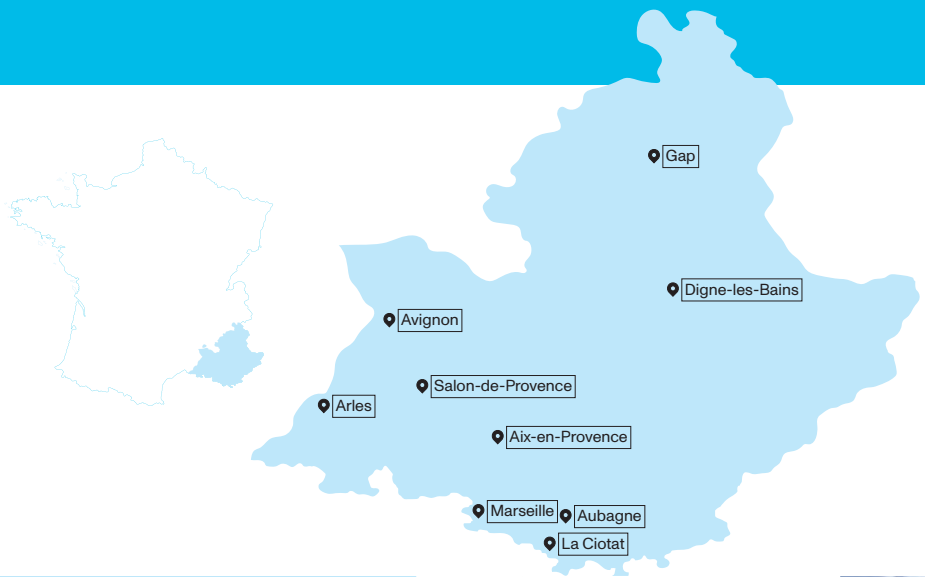 Gap
Digne-les-Bains
Avignon
Salon-de-Provence
Arles
Aix-en-Provence
Marseille
Aubagne
La Ciotat